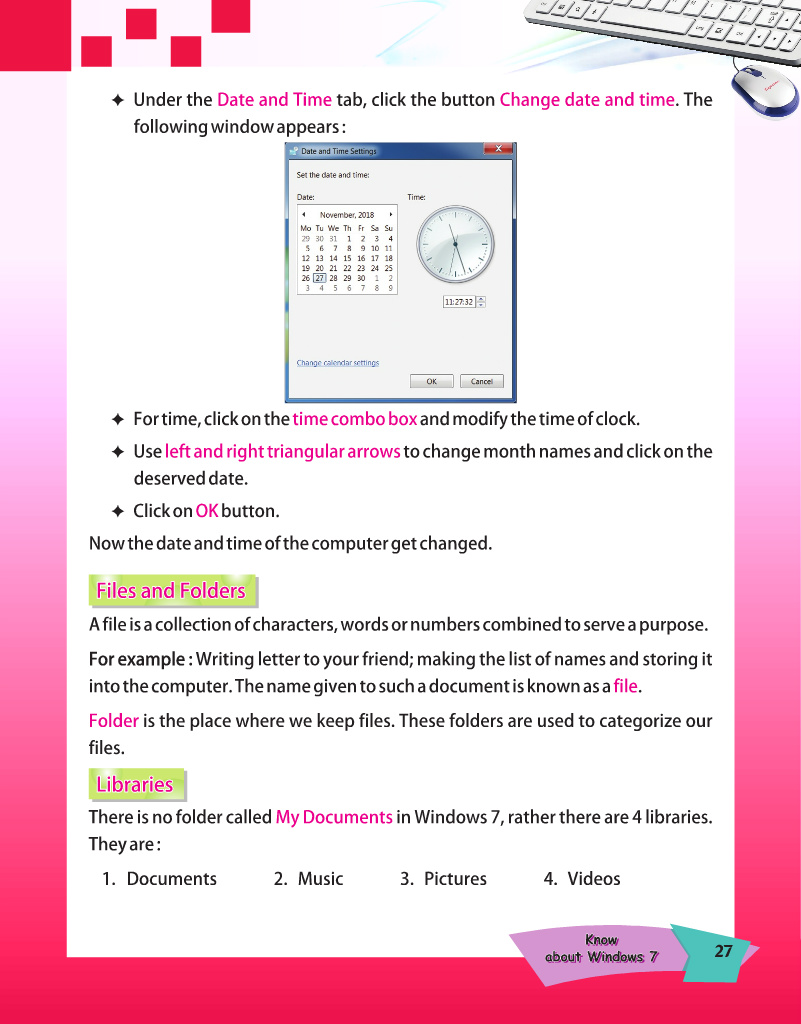 ✦ Under the Date and Time tab, click the button Change date and time. The
following window appears :
Date and Time Settings
X
Set the date and time:
Date: Time:
November, 2018
Mo Tu We Th Fr Sa Su
29 30 31 1 2 3 4
5 6 7 8 9 10 11
12 13 14 15 16 17 18
19 20 21 22 23 24 25
26 27 28 29 30 1 2
3 4 5 6 7 8 9
11:27:32
Change calendar settings
OK Cancel
✦ For time, click on the time combo box and modify the time of clock.
✦ Use left and right triangular arrows to change month names and click on the
deserved date.
✦ Click on OK button.
Now the date and time of the computer get changed.
Files and Folders
A file is a collection of characters, words or numbers combined to serve a purpose.
For example : Writing letter to your friend; making the list of names and storing it
into the computer. The name given to such a document is known as a file.
Folder is the place where we keep files. These folders are used to categorize our
files.
Libraries
There is no folder called My Documents in Windows 7, rather there are 4 libraries.
They are :
1. Documents 2. Music 3. Pictures 4. Videos
Know
about Windows 7
27